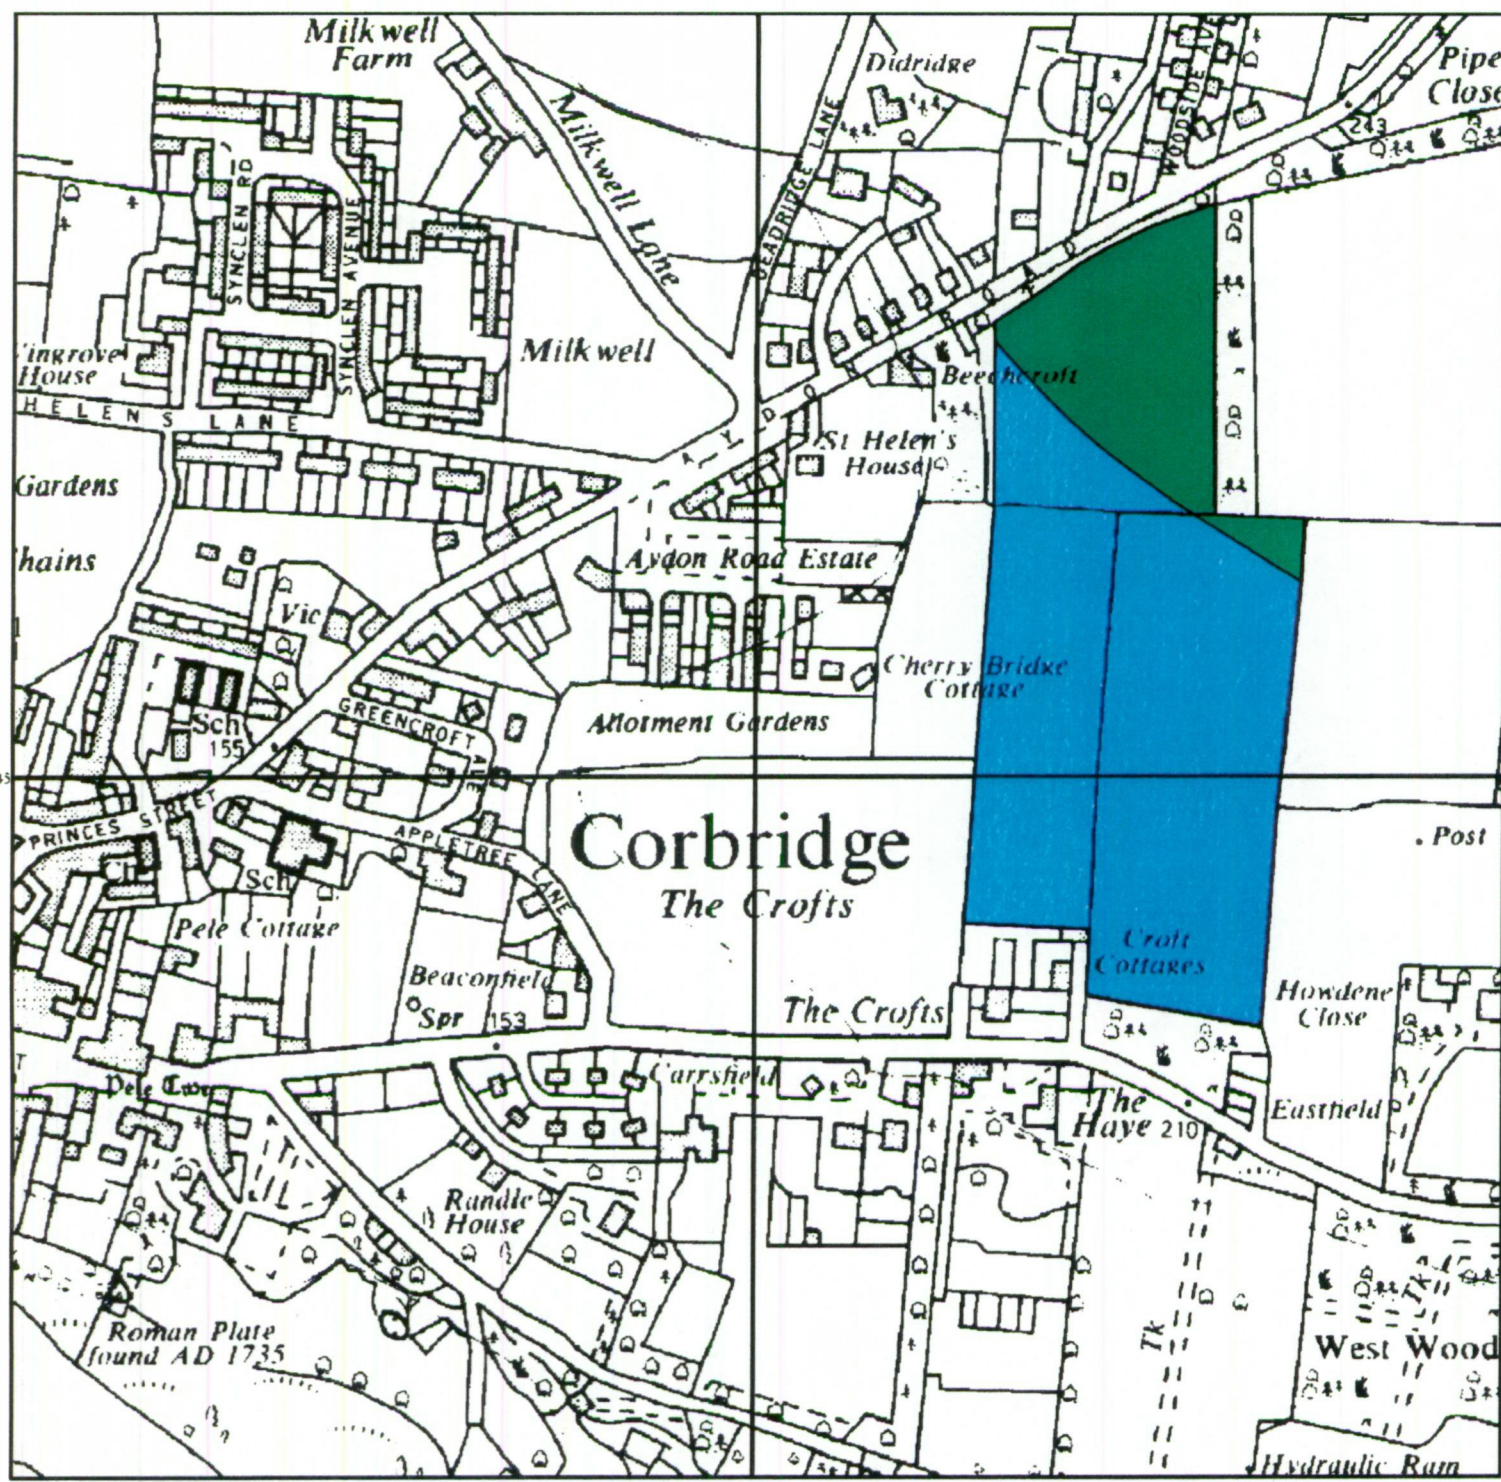 Milkwell
Farm
Didridge
Pipe
Close
Milkwell Lane
DEADRIDGE LANE
WOODSIDE AVE
243
SYNCLEN RD
SYNCLEN AVENUE
Milkwell
House
HELENS LANE
AYDON ROAD
Beechcroft
St Helen's
House
Gardens
Aydon Road Estate
Vic
Cherry Bridge
Cottage
Sch
155
GREENCROFT AVE
Allotment Gardens
PRINCES STREET
APPLETREE LANE
Sch
Corbridge
The Crofts
Post
Pele Cottage
Croft
Cottages
Beaconfield
Spr
153
The Crofts
Howdene
Close
Pele Twr
Carrsfield
The
Haye
210
Eastfield
Randle
House
Roman Plate
found AD 1735
Tk
Tk
West Wood
Hydraulic Ram